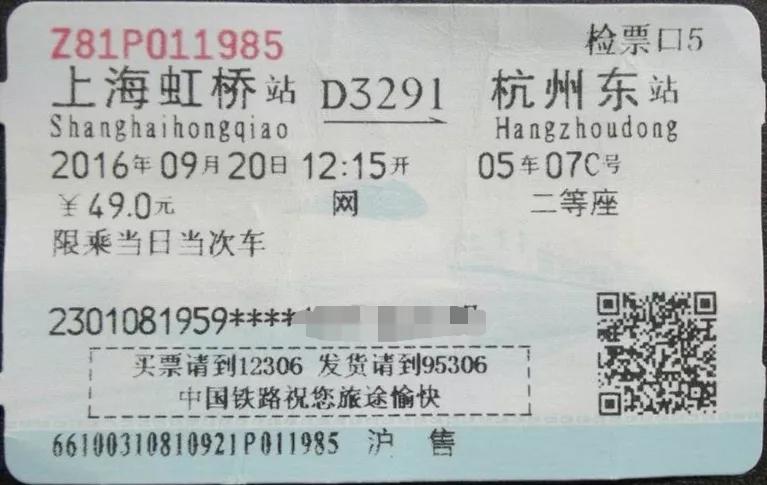 Z81P011985 检票口5
上海虹桥站 D3291 杭州东站
Shanghaihongqiao Hangzhoudong
2016年09月20日 12:15开 05车07C号
￥49.0元 网 二等座
限乘当日当次车
2301081959****
买票请到12306 发货请到95306
中国铁路祝您旅途愉快
66100310810921P011985 沪售